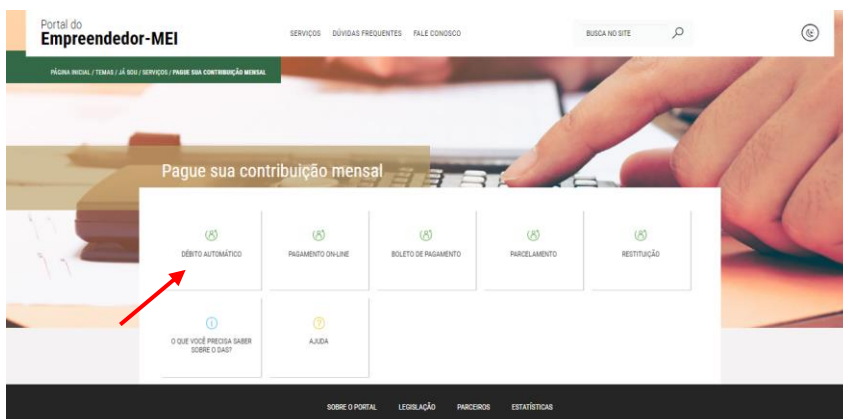 Portal do
Empreendedor-MEI
SERVIÇOS DÚVIDAS FREQUENTES FALE CONOSCO
BUSCA NO SITE
PÁGINA INICIAL / TEMAS / JÁ SOU / SERVIÇOS / PAGUE SUA CONTRIBUIÇÃO MENSAL
Pague sua contribuição mensal
DÉBITO AUTOMÁTICO
PAGAMENTO ON-LINE
BOLETO DE PAGAMENTO
PARCELAMENTO
RESTITUIÇÃO
O QUE VOCÊ PRECISA SABER
SOBRE O DAS?
AJUDA
SOBRE O PORTAL LEGISLAÇÃO PARCEIROS ESTATÍSTICAS